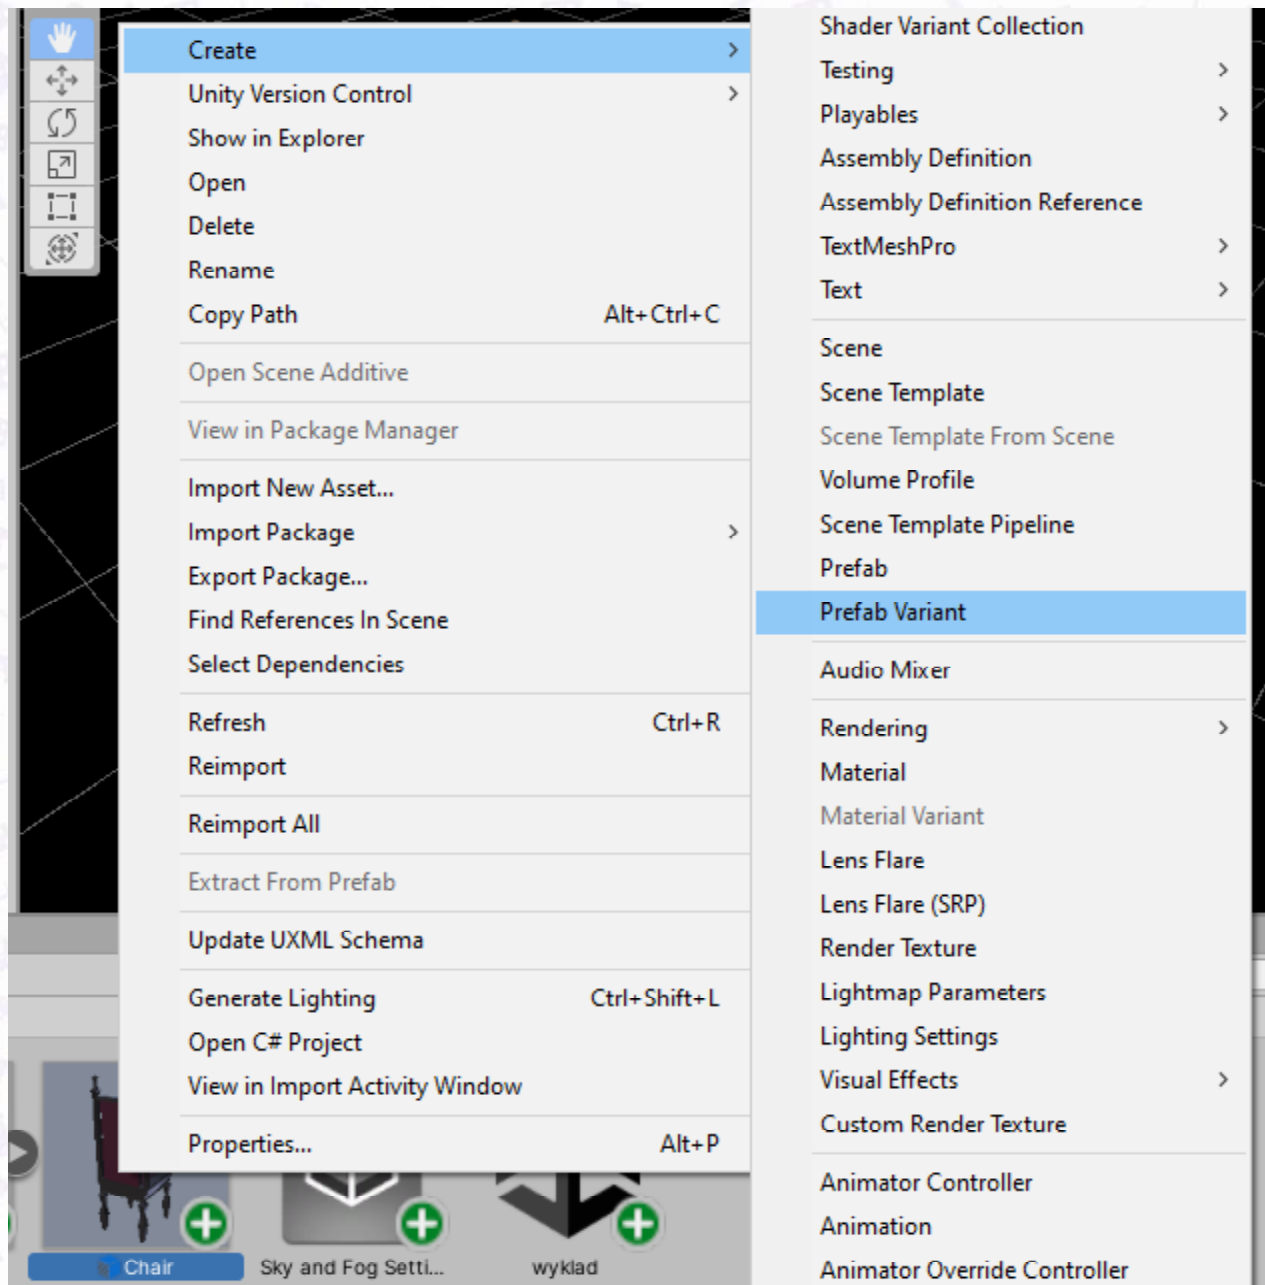 Create
Unity Version Control
Show in Explorer
Open
Delete
Rename
Copy Path Alt+Ctrl+C
Open Scene Additive
View in Package Manager
Import New Asset...
Import Package
Export Package...
Find References In Scene
Select Dependencies
Refresh Ctrl+R
Reimport
Reimport All
Extract From Prefab
Update UXML Schema
Generate Lighting Ctrl+Shift+L
Open C# Project
View in Import Activity Window
Properties... Alt+P
Shader Variant Collection
Testing
Playables
Assembly Definition
Assembly Definition Reference
TextMeshPro
Text
Scene
Scene Template
Scene Template From Scene
Volume Profile
Scene Template Pipeline
Prefab
Prefab Variant
Audio Mixer
Rendering
Material
Material Variant
Lens Flare
Lens Flare (SRP)
Render Texture
Lightmap Parameters
Lighting Settings
Visual Effects
Custom Render Texture
Animator Controller
Animation
Animator Override Controller
Chair
Sky and Fog Setti...
wyklad